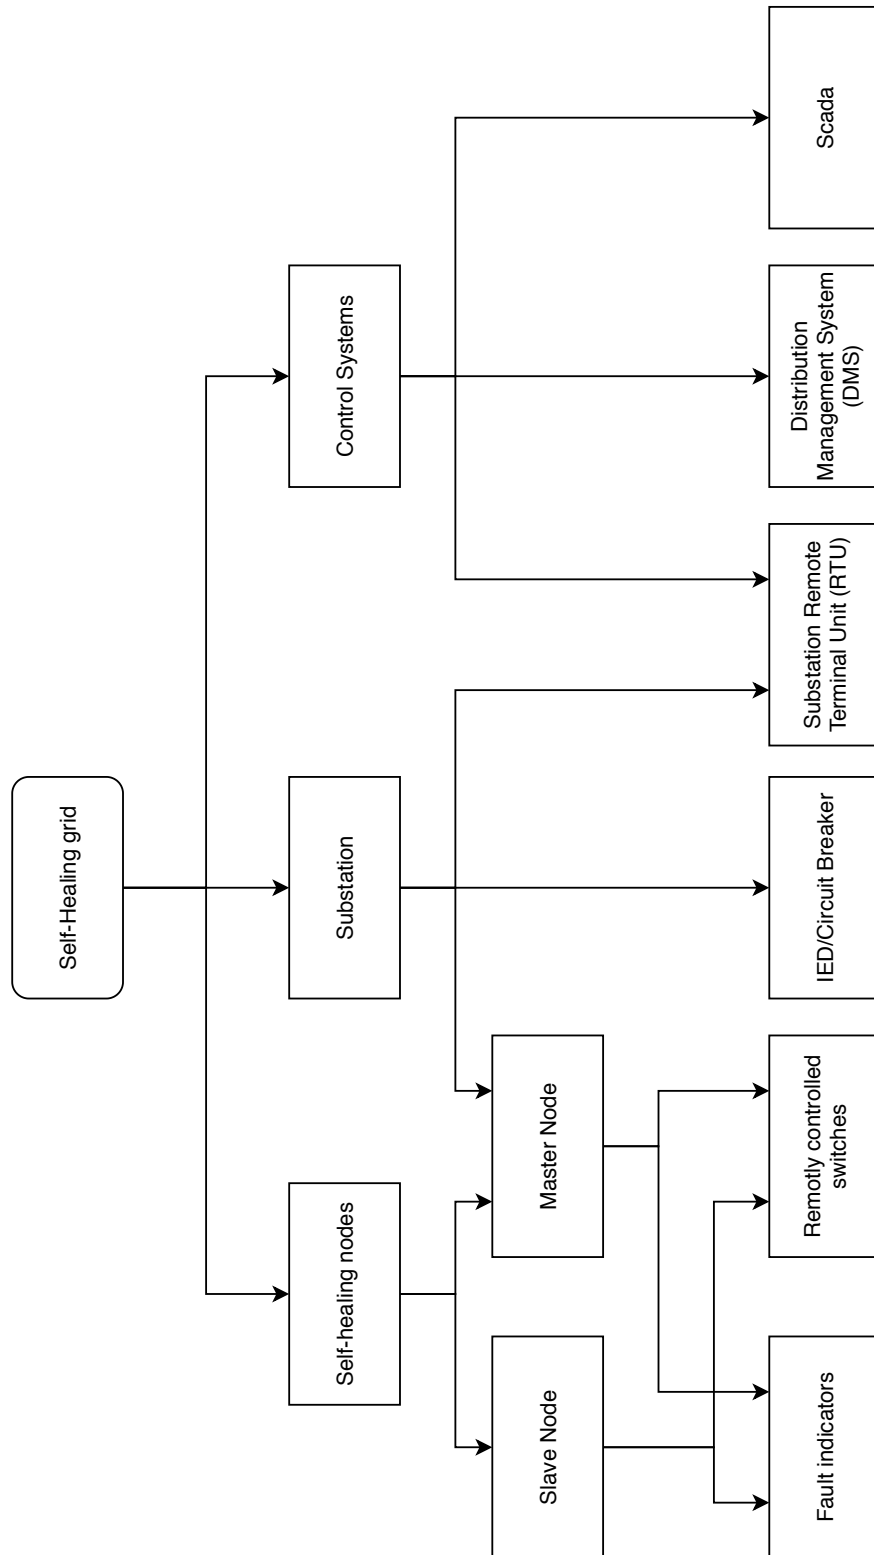 Self-Healing grid
Self-healing nodes
Substation
Control Systems
Slave Node
Master Node
Fault indicators
Remotly controlled
switches
IED/Circuit Breaker
Substation Remote
Terminal Unit (RTU)
Distribution
Management System
(DMS)
Scada